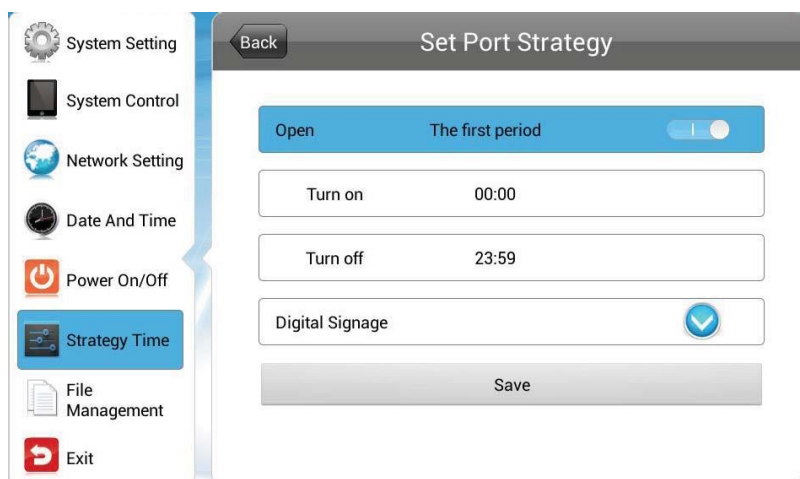 System Setting
System Control
Network Setting
Date And Time
Power On/Off
Strategy Time
File
Management
Exit
Back
Set Port Strategy
Open The first period
Turn on 00:00
Turn off 23:59
Digital Signage
Save